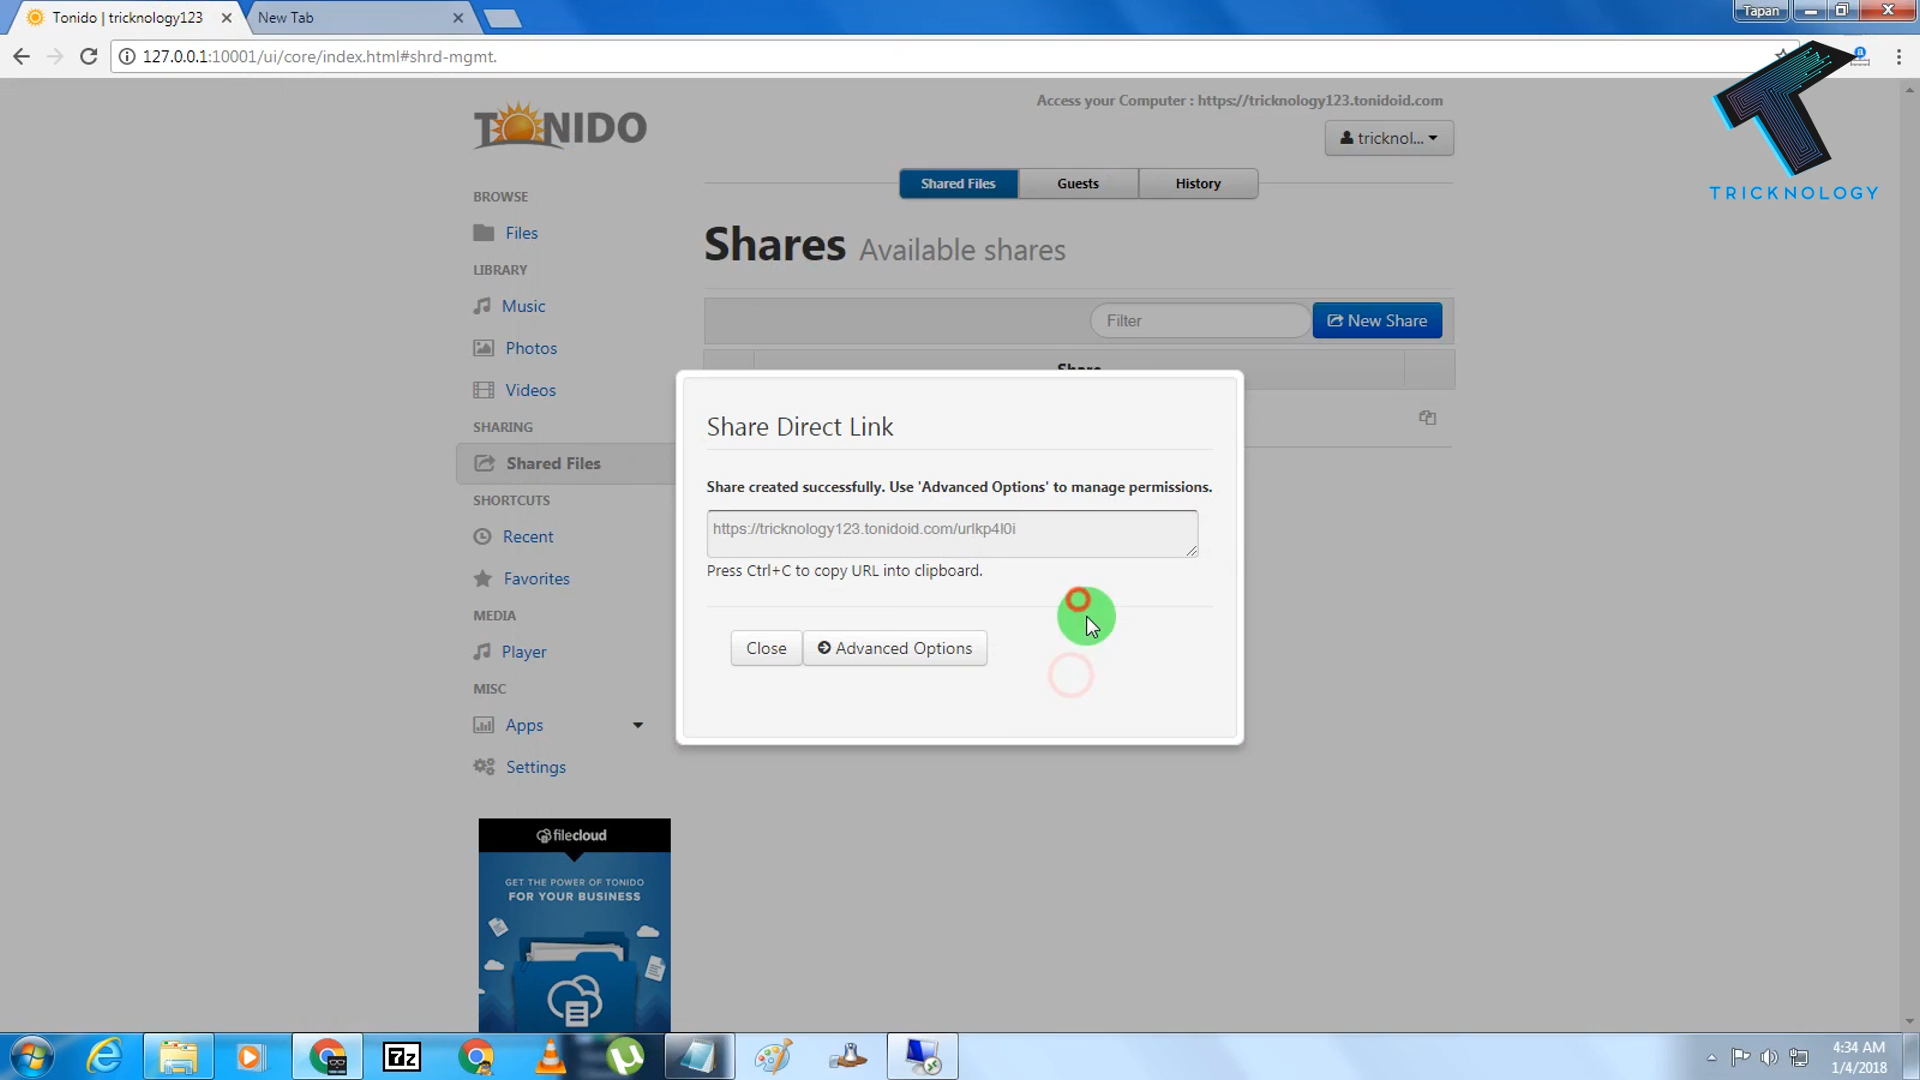 Tonido | tricknology123
New Tab
Tapan
127.0.0.1:10001/ui/core/index.html#shrd-mgmt.
TONIDO
Access your Computer : https://tricknology123.tonidoid.com
tricknol...
TRICKNOLOGY
Shared Files
Guests
History
BROWSE
Files
LIBRARY
Music
Photos
Videos
SHARING
Shared Files
SHORTCUTS
Recent
Favorites
MEDIA
Player
MISC
Apps
Settings
Shares Available shares
Filter
New Share
Share
Share Direct Link
Share created successfully. Use 'Advanced Options' to manage permissions.
https://tricknology123.tonidoid.com/urlkp4l0i
Press Ctrl+C to copy URL into clipboard.
Close
Advanced Options
filecloud
GET THE POWER OF TONIDO
FOR YOUR BUSINESS
7z
4:34 AM
1/4/2018